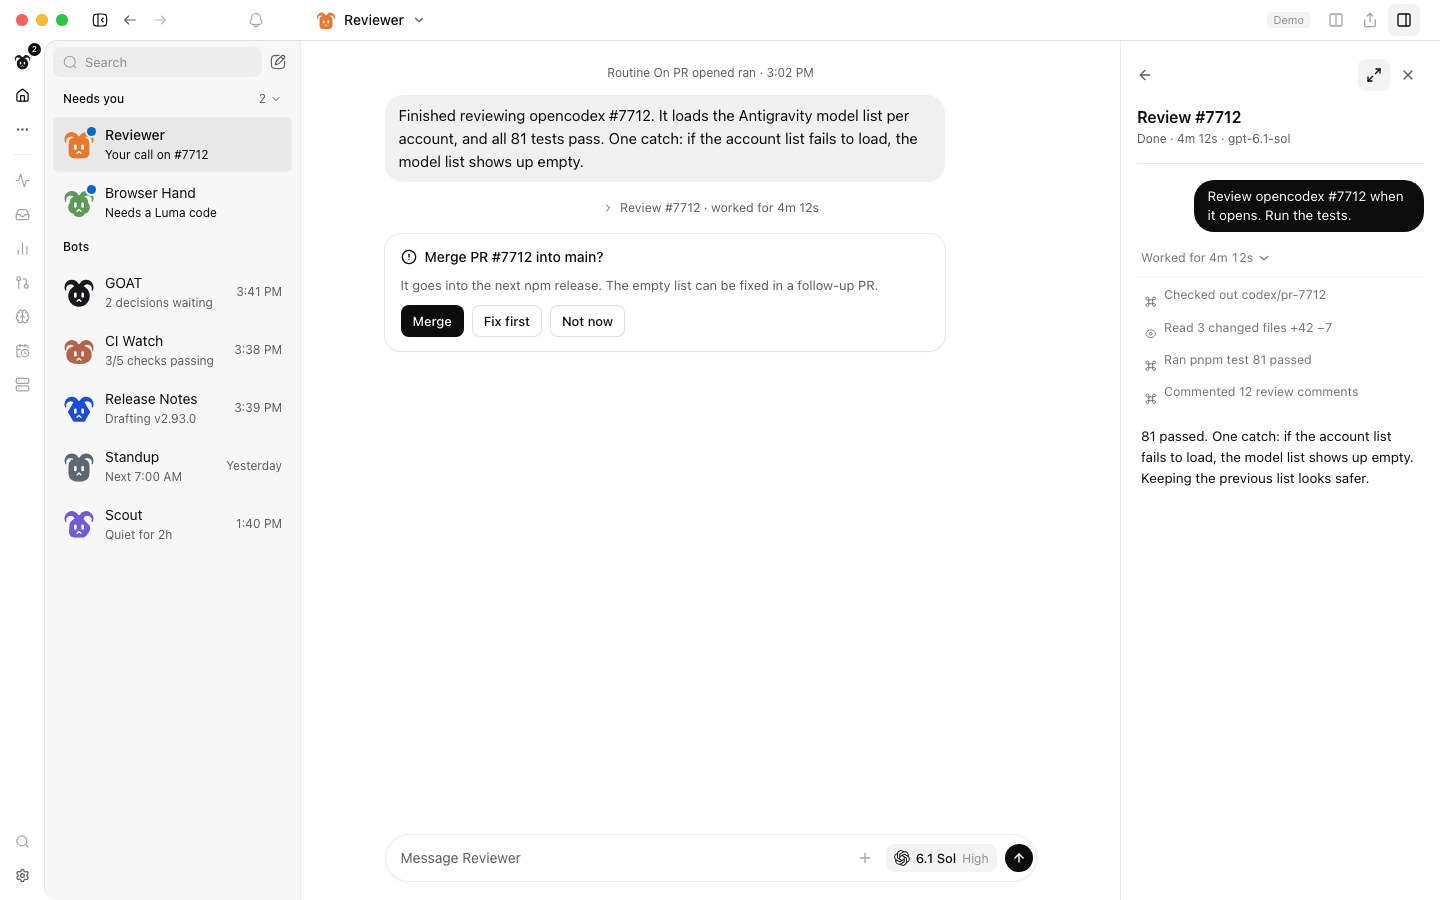 Reviewer
Demo
2
Search
Needs you
2
Reviewer
Your call on #7712
Browser Hand
Needs a Luma code
Bots
GOAT
2 decisions waiting
3:41 PM
CI Watch
3/5 checks passing
3:38 PM
Release Notes
Drafting v2.93.0
3:39 PM
Standup
Next 7:00 AM
Yesterday
Scout
Quiet for 2h
1:40 PM
Routine On PR opened ran · 3:02 PM
Finished reviewing opencodex #7712. It loads the Antigravity model list per
account, and all 81 tests pass. One catch: if the account list fails to load, the
model list shows up empty.
Review #7712 · worked for 4m 12s
Merge PR #7712 into main?
It goes into the next npm release. The empty list can be fixed in a follow-up PR.
Merge
Fix first
Not now
Message Reviewer
6.1 Sol High
Review #7712
Done · 4m 12s · gpt-6.1-sol
Review opencodex #7712 when
it opens. Run the tests.
Worked for 4m 12s
Checked out codex/pr-7712
Read 3 changed files +42 −7
Ran pnpm test 81 passed
Commented 12 review comments
81 passed. One catch: if the account list
fails to load, the model list shows up empty.
Keeping the previous list looks safer.